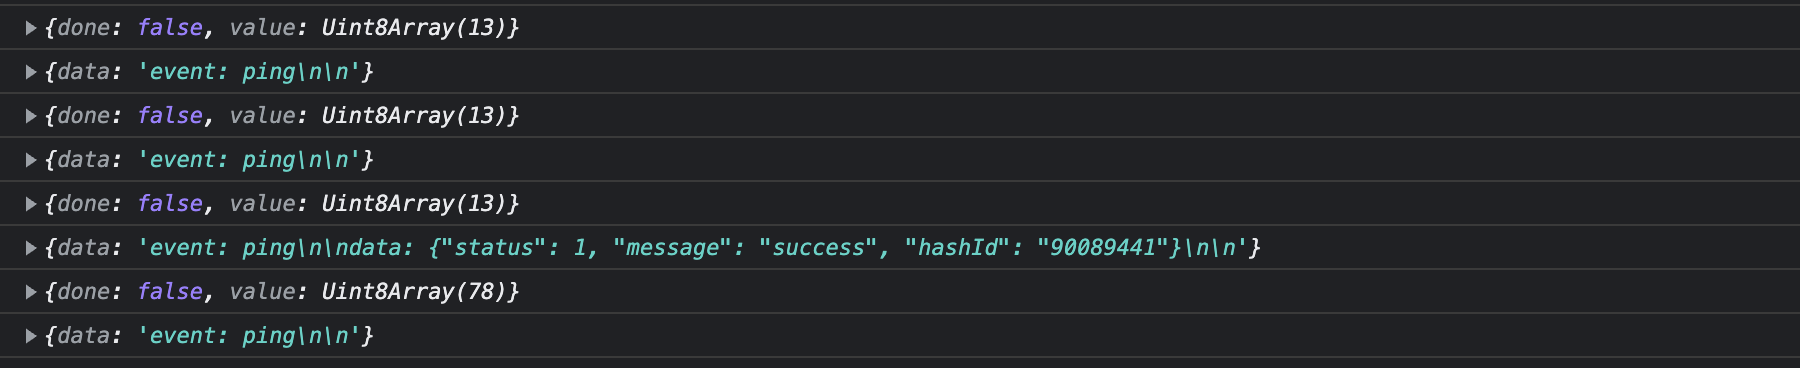 {done: false, value: Uint8Array(13)}
{data: 'event: ping\n\n'}
{done: false, value: Uint8Array(13)}
{data: 'event: ping\n\n'}
{done: false, value: Uint8Array(13)}
{data: 'event: ping\n\ndata: {"status": 1, "message": "success", "hashId": "90089441"}\n\n'}
{done: false, value: Uint8Array(78)}
{data: 'event: ping\n\n'}